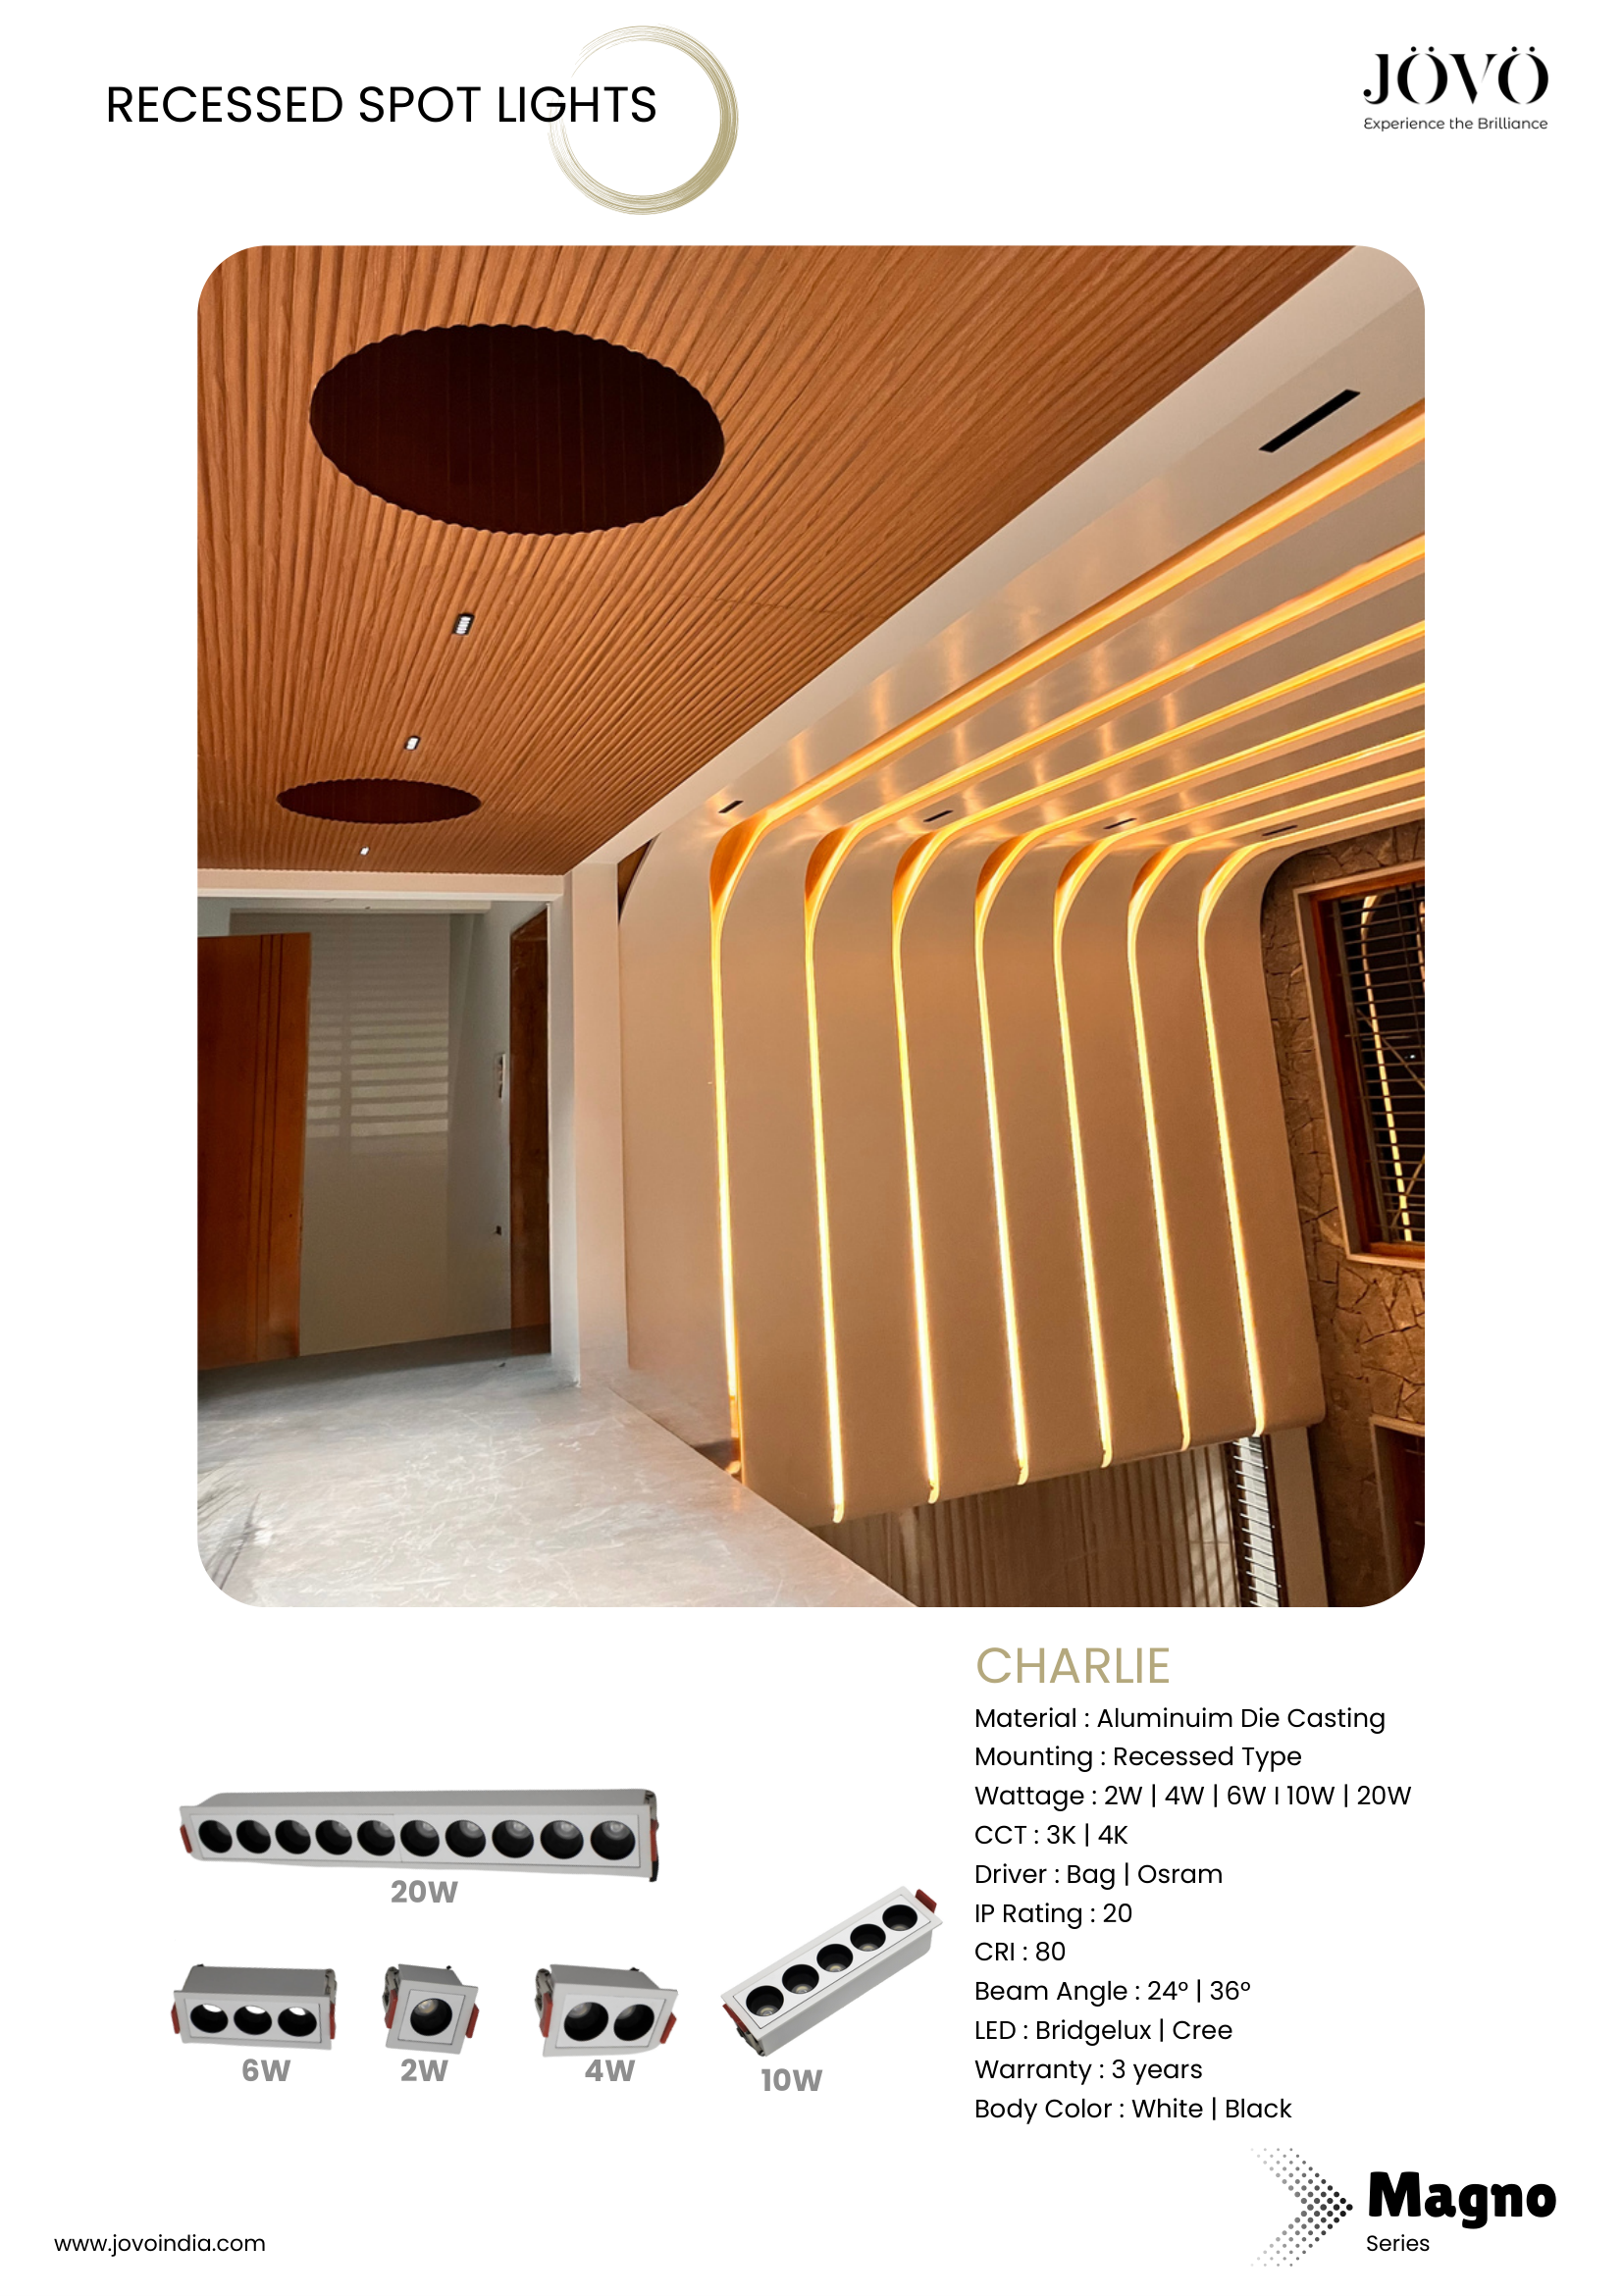 RECESSED SPOT LIGHTS
JÖVÖ
Experience the Brilliance
CHARLIE
Material : Aluminuim Die Casting
Mounting : Recessed Type
Wattage : 2W | 4W | 6W I 10W | 20W
CCT : 3K | 4K
Driver : Bag | Osram
IP Rating : 20
CRI : 80
Beam Angle : 24º | 36º
LED : Bridgelux | Cree
Warranty : 3 years
Body Color : White | Black
20W
6W
2W
4W
10W
Magno
Series
www.jovoindia.com